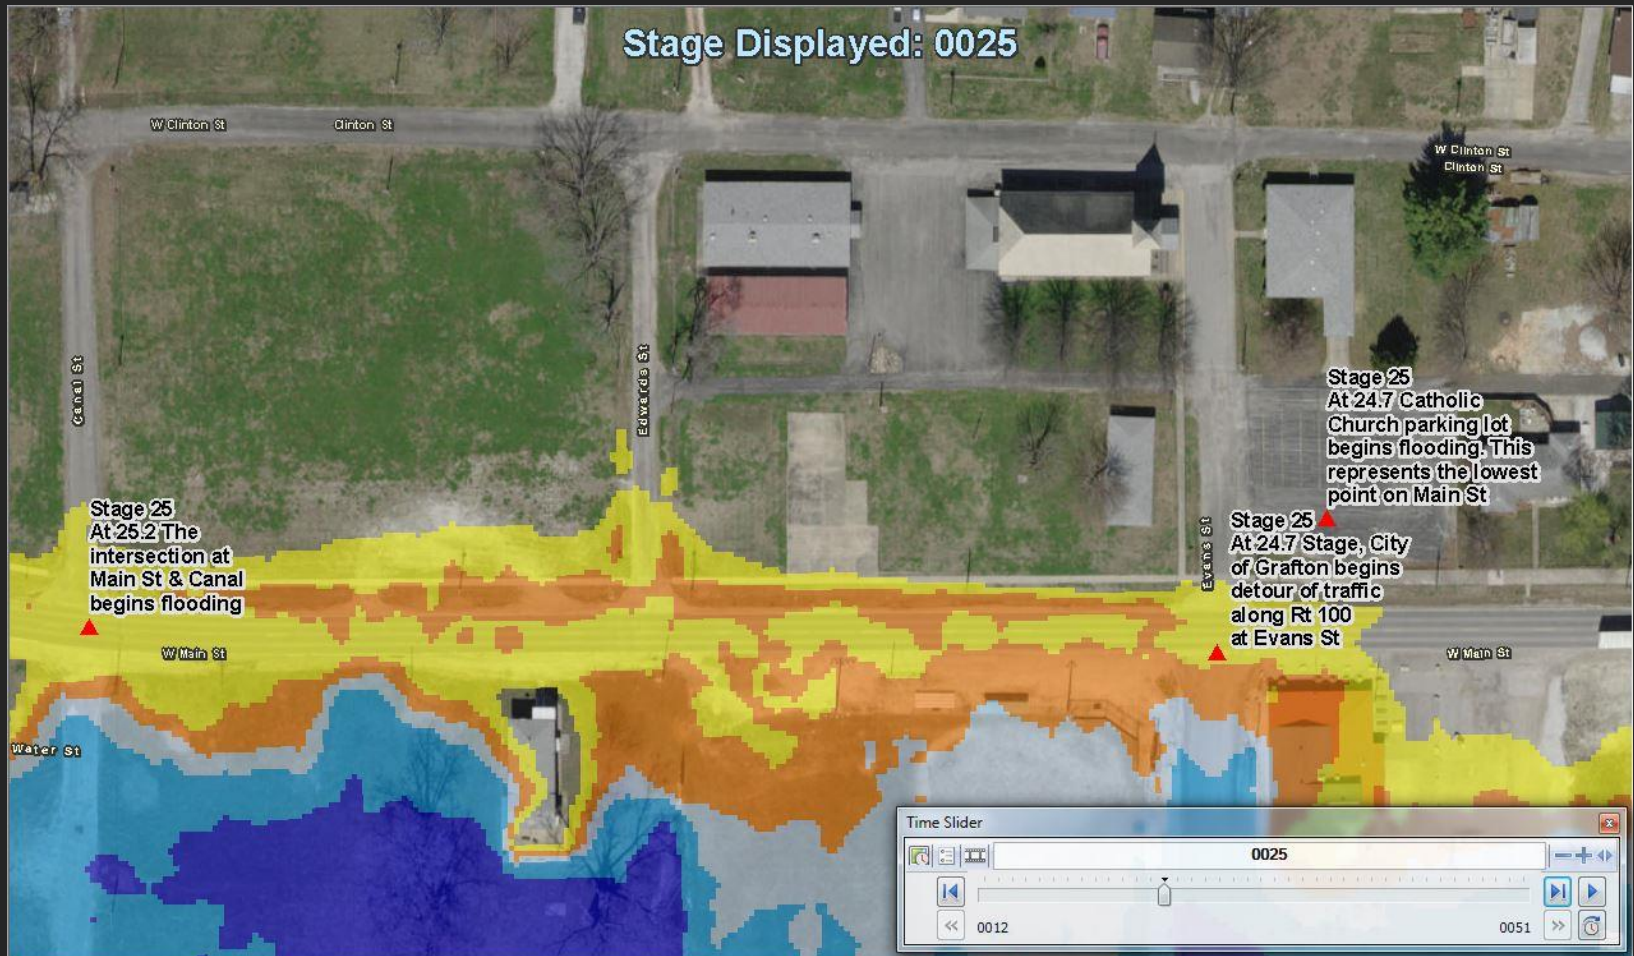 Stage Displayed: 0025
W Clinton St
Clinton St
W Clinton St
Clinton St
Canal St
Edwards St
Evans St
Stage 25
At 24.7 Catholic
Church parking lot
begins flooding. This
represents the lowest
point on Main St
Stage 25
At 25.2 The
intersection at
Main St & Canal
begins flooding
Stage 25
At 24.7 Stage, City
of Grafton begins
detour of traffic
along Rt 100
at Evans St
W Main St
W Main St
Water St
Time Slider
0025
0012
0051